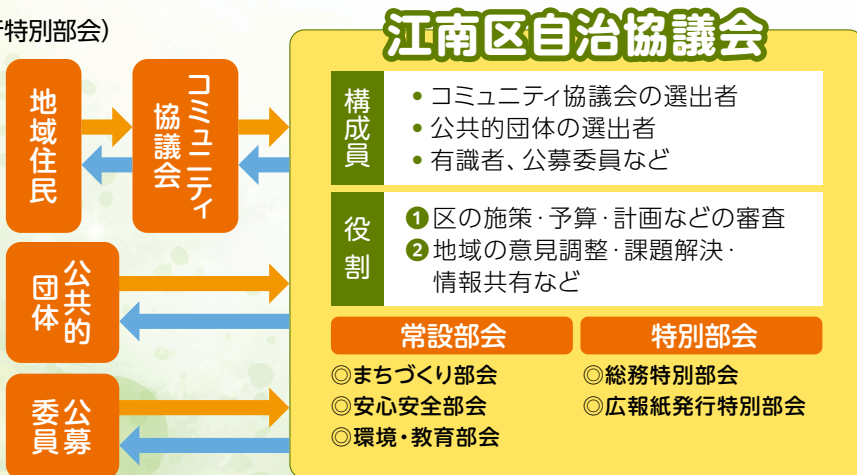 特別部会)
江南区自治協議会
地域住民
コミュニティ
協議会
公共的
団体
公募
委員
構成員
• コミュニティ協議会の選出者
• 公共的団体の選出者
• 有識者、公募委員など
役割
❶区の施策・予算・計画などの審査
❷地域の意見調整・課題解決・
情報共有など
常設部会
◎まちづくり部会
◎安心安全部会
◎環境・教育部会
特別部会
◎総務特別部会
◎広報紙発行特別部会